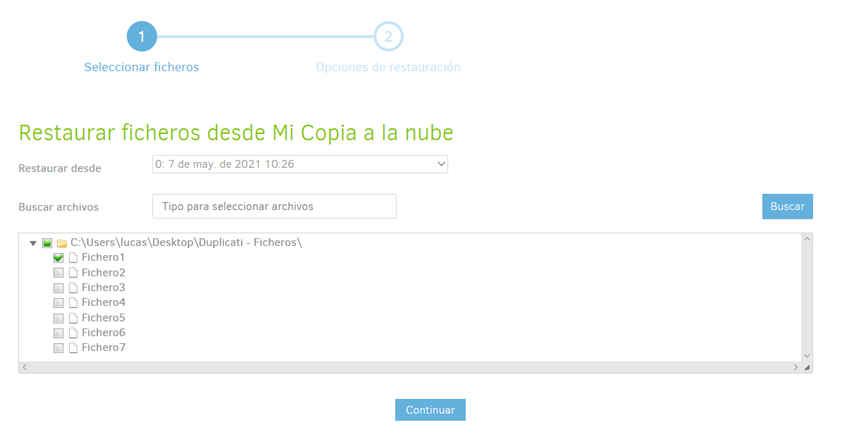 1 2
Seleccionar ficheros Opciones de restauración
Restaurar ficheros desde Mi Copia a la nube
Restaurar desde 0: 7 de may. de 2021 10:26
Buscar archivos Tipo para seleccionar archivos Buscar
C:\Users\lucas\Desktop\Duplicati - Ficheros\
Fichero1
Fichero2
Fichero3
Fichero4
Fichero5
Fichero6
Fichero7
Continuar